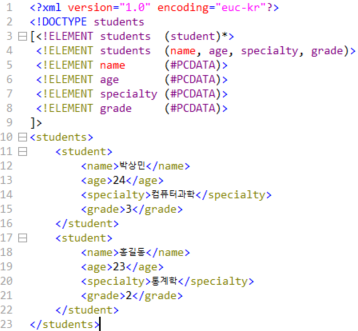 1 <?xml version="1.0" encoding="euc-kr"?>
2 <!DOCTYPE students
3 [<!ELEMENT students (student)*>
4 <!ELEMENT students (name, age, specialty, grade)>
5 <!ELEMENT name (#PCDATA)>
6 <!ELEMENT age (#PCDATA)>
7 <!ELEMENT specialty (#PCDATA)>
8 <!ELEMENT grade (#PCDATA)>
9 ]>
10 <students>
11 <student>
12 <name>박상민</name>
13 <age>24</age>
14 <specialty>컴퓨터과학</specialty>
15 <grade>3</grade>
16 </student>
17 <student>
18 <name>홍길동</name>
19 <age>23</age>
20 <specialty>통계학</specialty>
21 <grade>2</grade>
22 </student>
23 </students>